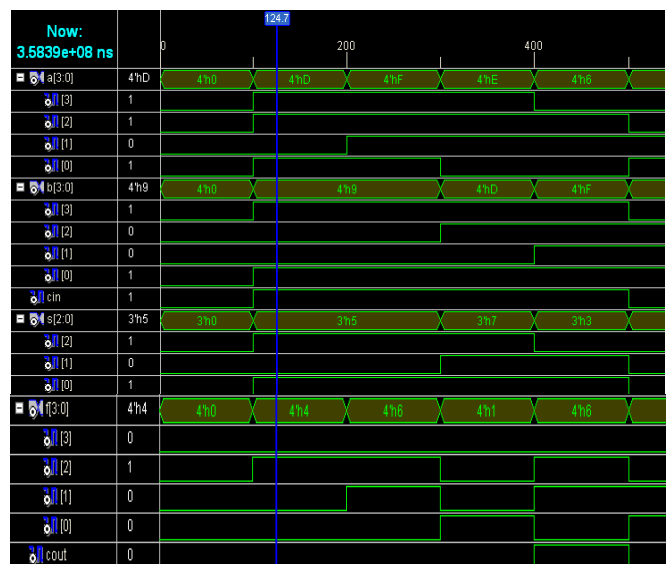 124.7
Now:
3.5839e+08 ns
0 200 400
a[3:0] 4'hD 4'h0 4'hD 4'hF 4'hE 4'h6
[3] 1
[2] 1
[1] 0
[0] 1
b[3:0] 4'h9 4'h0 4'h9 4'hD 4'hF
[3] 1
[2] 0
[1] 0
[0] 1
cin 1
s[2:0] 3'h5 3'h0 3'h5 3'h7 3'h3
[2] 1
[1] 0
[0] 1
f[3:0] 4'h4 4'h0 4'h4 4'h6 4'h1 4'h6
[3] 0
[2] 1
[1] 0
[0] 0
cout 0